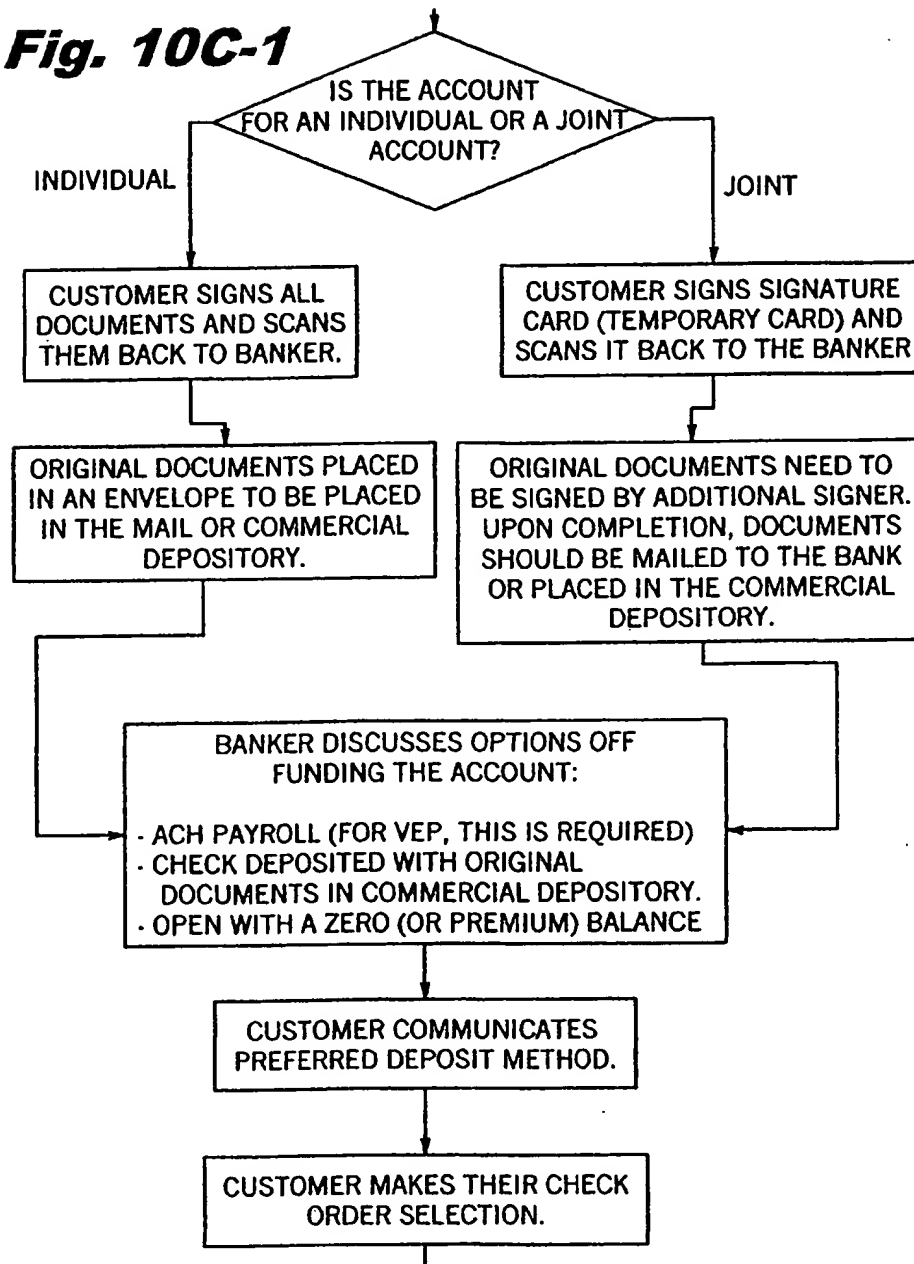 Fig. 10C-1
IS THE ACCOUNT
FOR AN INDIVIDUAL OR A JOINT
ACCOUNT?
INDIVIDUAL
JOINT
CUSTOMER SIGNS ALL
DOCUMENTS AND SCANS
THEM BACK TO BANKER.
CUSTOMER SIGNS SIGNATURE
CARD (TEMPORARY CARD) AND
SCANS IT BACK TO THE BANKER
ORIGINAL DOCUMENTS PLACED
IN AN ENVELOPE TO BE PLACED
IN THE MAIL OR COMMERCIAL
DEPOSITORY.
ORIGINAL DOCUMENTS NEED TO
BE SIGNED BY ADDITIONAL SIGNER.
UPON COMPLETION, DOCUMENTS
SHOULD BE MAILED TO THE BANK
OR PLACED IN THE COMMERCIAL
DEPOSITORY.
BANKER DISCUSSES OPTIONS OFF
FUNDING THE ACCOUNT:
· ACH PAYROLL (FOR VEP, THIS IS REQUIRED)
· CHECK DEPOSITED WITH ORIGINAL
DOCUMENTS IN COMMERCIAL DEPOSITORY.
· OPEN WITH A ZERO (OR PREMIUM) BALANCE
CUSTOMER COMMUNICATES
PREFERRED DEPOSIT METHOD.
CUSTOMER MAKES THEIR CHECK
ORDER SELECTION.